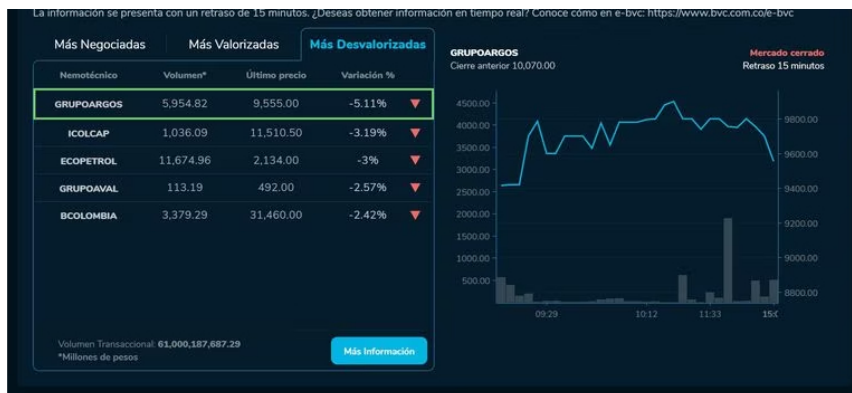 La información se presenta con un retraso de 15 minutos. ¿Deseas obtener información en tiempo real? Conoce cómo en e-bvc: https://www.bvc.com.co/e-bvc
Más Negociadas Más Valorizadas Más Desvalorizadas
Nemotécnico Volumen* Último precio Variación %
GRUPOARGOS 5,954.82 9,555.00 -5.11% ▼
ICOLCAP 1,036.09 11,510.50 -3.19% ▼
ECOPETROL 11,674.96 2,134.00 -3% ▼
GRUPOAVAL 113.19 492.00 -2.57% ▼
BCOLOMBIA 3,379.29 31,460.00 -2.42% ▼
Volumen Transaccional: 61,000,187,687.29
*Millones de pesos
Más Información
GRUPOARGOS Mercado cerrado
Cierre anterior 10,070.00 Retraso 15 minutos
4500.00
4000.00
3500.00
3000.00
2500.00
2000.00
1500.00
1000.00
500.00
9800.00
9600.00
9400.00
9200.00
9000.00
8800.00
09:29 10:12 11:33 15: